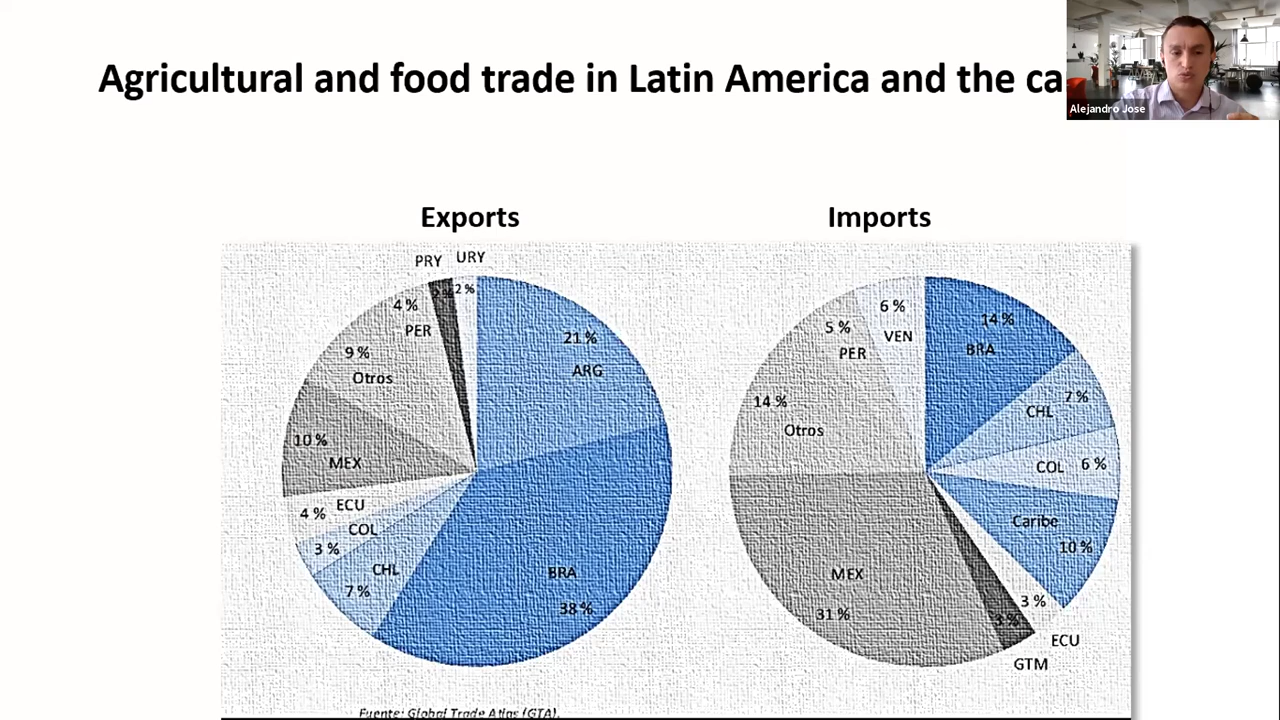 Agricultural and food trade in Latin America and the ca
Alejandro Jose
Exports
Imports
PRY
URY
2 %
4 %
PER
9 %
Otros
10 %
MEX
ECU
4 %
COL
3 %
CHL
7 %
21 %
ARG
BRA
38 %
6 %
VEN
5 %
PER
14 %
Otros
MEX
31 %
14 %
BRA
CHL
7 %
COL
6 %
Caribe
10 %
3 %
ECU
3 %
GTM
Fuente: Global Trade Atlas (GTA).